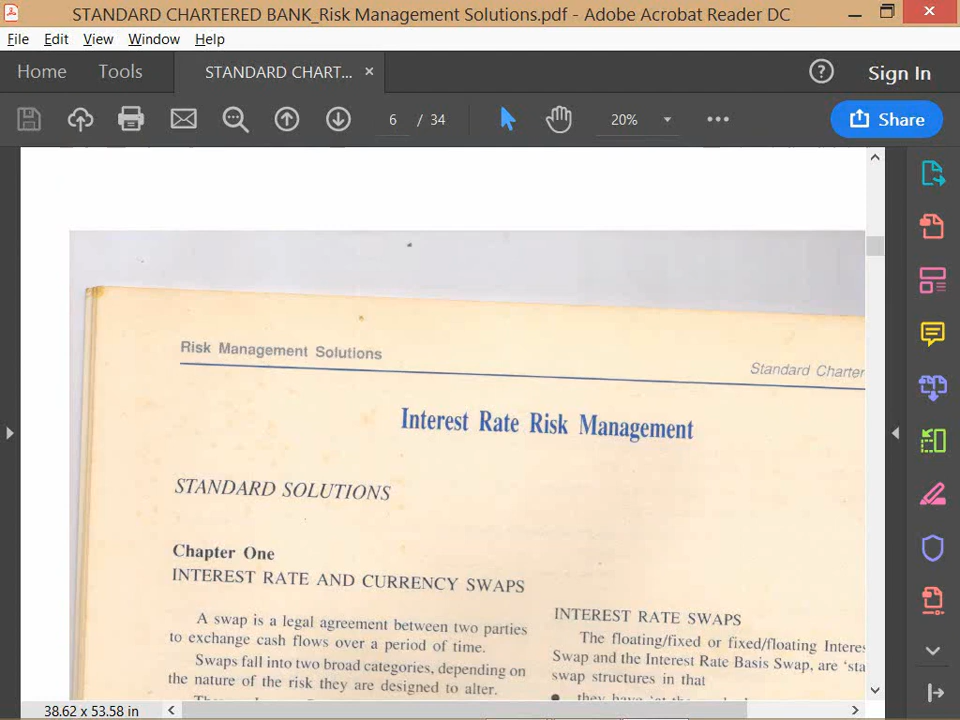 STANDARD CHARTERED BANK_Risk Management Solutions.pdf - Adobe Acrobat Reader DC
File Edit View Window Help
Home Tools STANDARD CHART... × ? Sign In
6 / 34 20% Share
Risk Management Solutions
Standard Charter
Interest Rate Risk Management
STANDARD SOLUTIONS
Chapter One
INTEREST RATE AND CURRENCY SWAPS
A swap is a legal agreement between two parties
to exchange cash flows over a period of time.
Swaps fall into two broad categories, depending on
the nature of the risk they are designed to alter.
INTEREST RATE SWAPS
The floating/fixed or fixed/floating Interes
Swap and the Interest Rate Basis Swap, are 'sta
swap structures in that
38.62 x 53.58 in